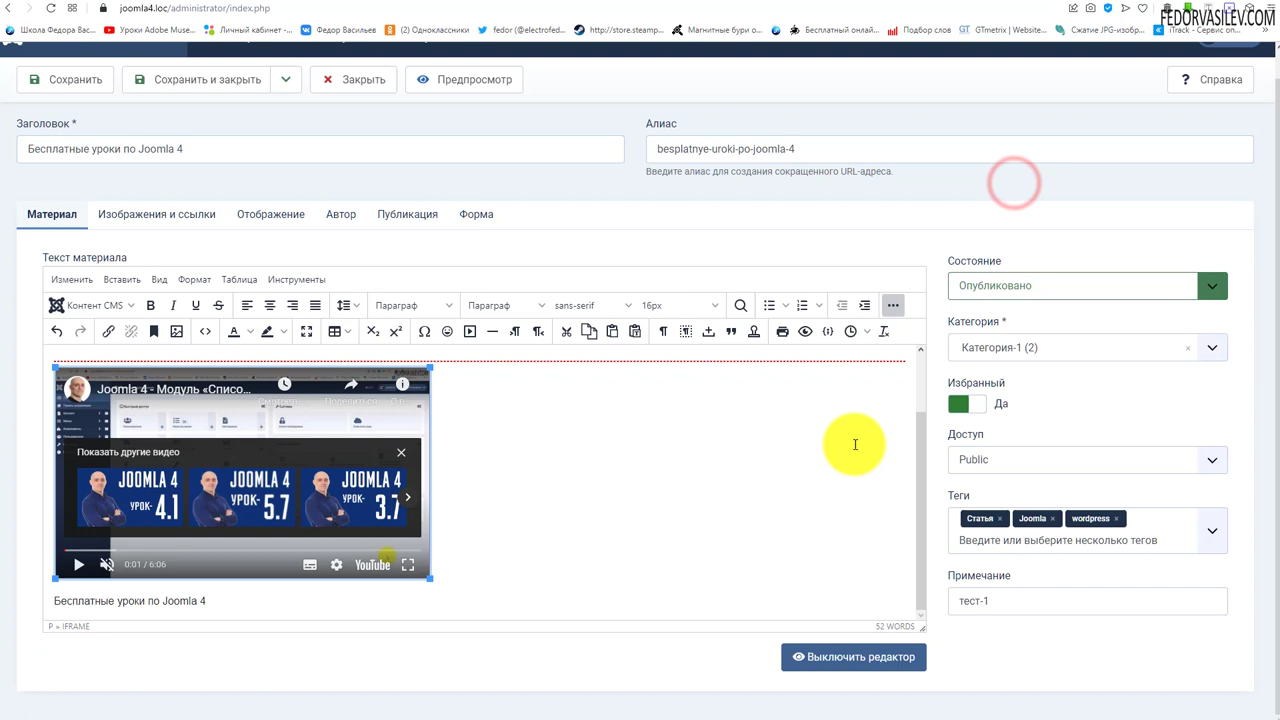 joomla4.loc/administrator/index.php
FEDORVASILEV.COM
Школа Федора Вас...
Уроки Adobe Muse...
Личный кабинет -...
Федор Васильев
(1) Одноклассники
fedor (@electrofed...
http://store.steamp...
Магнитные бури о...
Бесплатный онлай...
Подбор слов
GTmetrix | Website...
Сжатие JPG-изобр...
iTrack - Сервис оп...
Сохранить
Сохранить и закрыть
Закрыть
Предпросмотр
? Справка
Заголовок *
Алиас
Бесплатные уроки по Joomla 4
besplatnye-uroki-po-joomla-4
Введите алиас для создания сокращенного URL-адреса.
Материал
Изображения и ссылки
Отображение
Автор
Публикация
Форма
Текст материала
Изменить
Вставить
Вид
Формат
Таблица
Инструменты
Контент CMS
B I U S
Параграф
Параграф
sans-serif
16px
Joomla 4 - Модуль «Списо...
Показать другие видео
JOOMLA 4
УРОК- 4.1
JOOMLA 4
УРОК- 5.7
JOOMLA 4
УРОК- 3.7
0:01 / 6:06
YouTube
Бесплатные уроки по Joomla 4
P » IFRAME
52 WORDS
Выключить редактор
Состояние
Опубликовано
Категория *
Категория-1 (2)
Избранный
Да
Доступ
Public
Теги
Статья ×
Joomla ×
wordpress ×
Введите или выберите несколько тегов
Примечание
тест-1